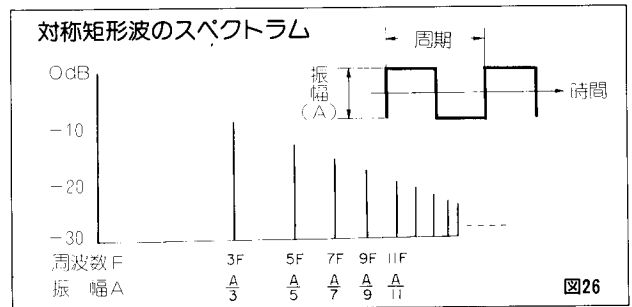 対称矩形波のスペクトラム
周期
振
幅
(A)
時間
0dB
-10
-20
-30
周波数F 3F 5F 7F 9F 11F
振 幅A A/3 A/5 A/7 A/9 A/11
図26